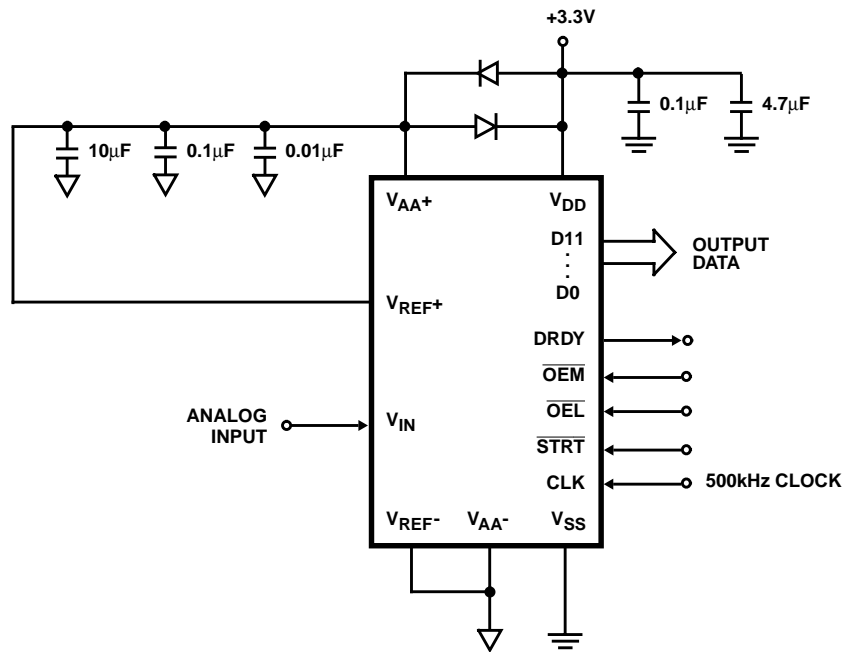 +3.3V
0.1µF
4.7µF
10µF
0.1µF
0.01µF
VAA+
VDD
D11
D0
OUTPUT
DATA
VREF+
DRDY
OEM
OEL
ANALOG
INPUT
VIN
STRT
CLK
500kHz CLOCK
VREF-
VAA-
VSS